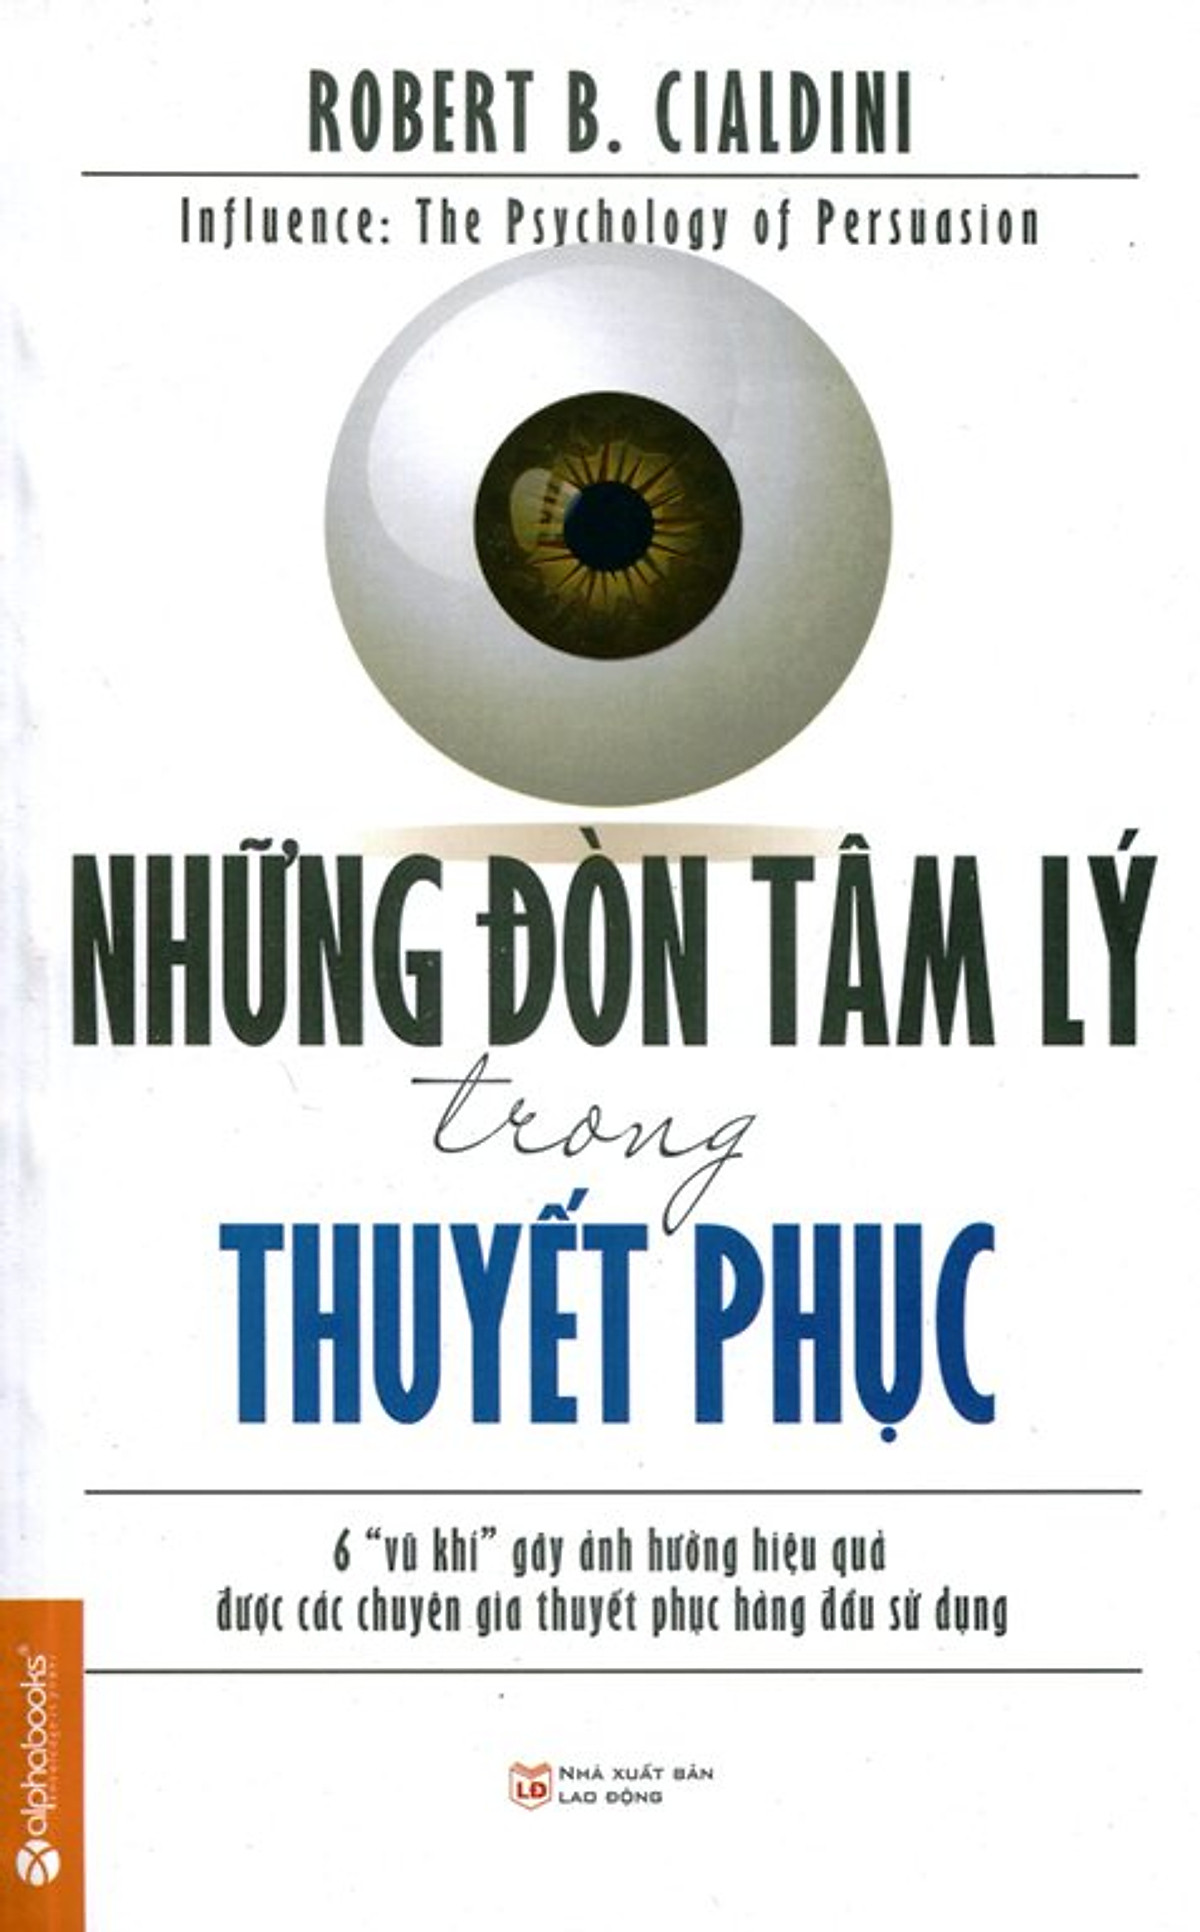 ROBERT B. CIALDINI
Influence: The Psychology of Persuasion
NHỮNG ĐÒN TÂM LÝ
trong
THUYẾT PHỤC
6 “vũ khí” gây ảnh hưởng hiệu quả
được các chuyên gia thuyết phục hàng đầu sử dụng
alphabooks®
NHÀ XUẤT BẢN
LAO ĐỘNG
LĐ